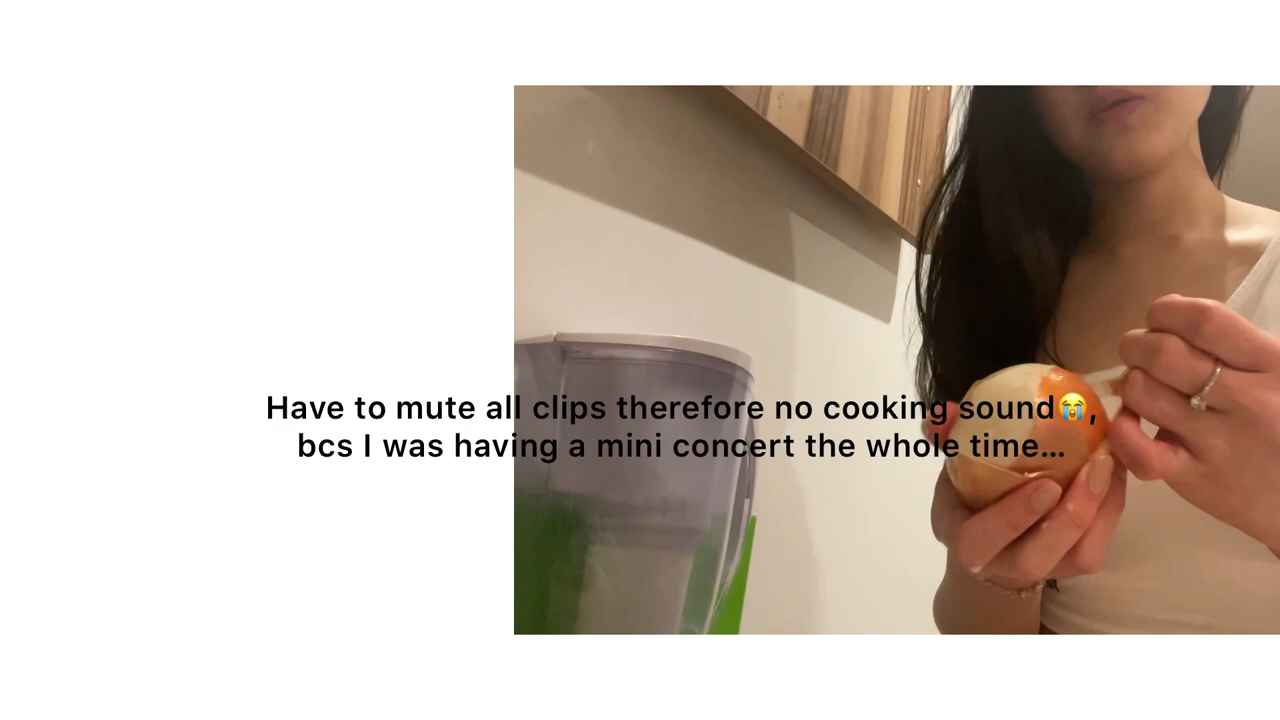 Have to mute all clips therefore no cooking sound😭,
bcs I was having a mini concert the whole time...